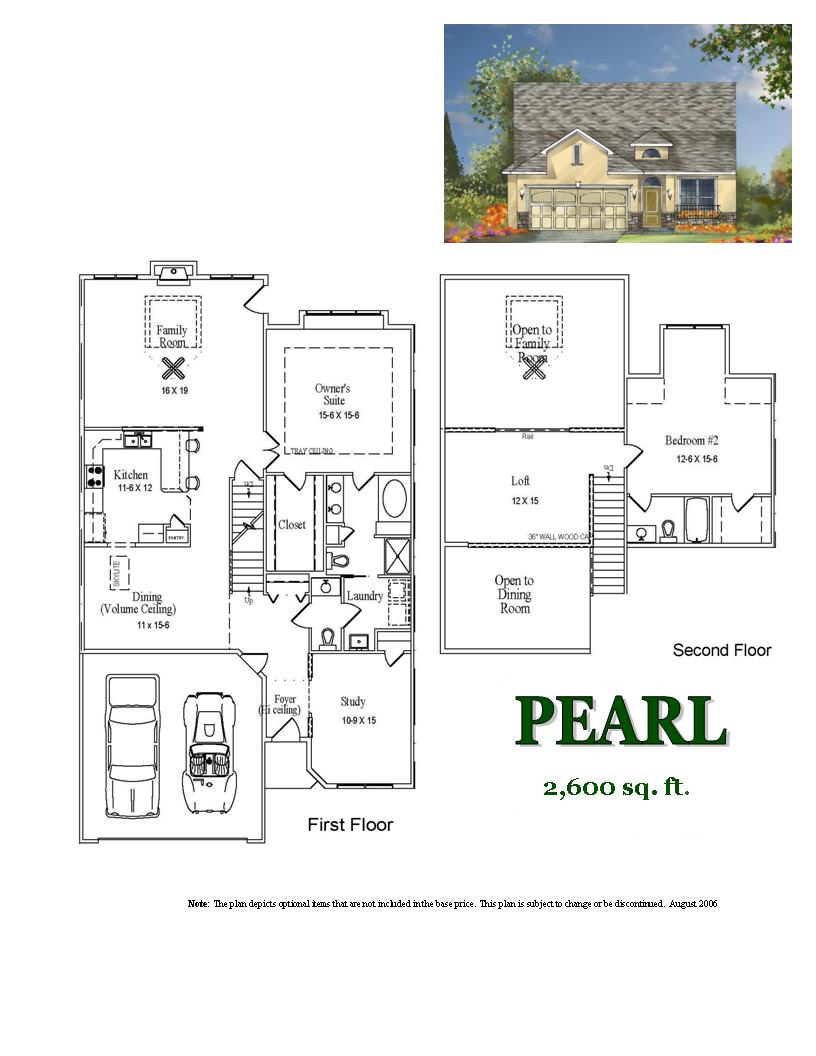 Family
Room
16 X 19
Owner's
Suite
15-6 X 15-6
TRAY CEILING
Kitchen
11-6 X 12
PANTRY
Closet
SKYLITE
Dining
(Volume Ceiling)
11 x 15-6
Up
Laundry
Foyer
(Hi ceiling)
Study
10-9 X 15
First Floor
Open to
Family
Room
Rail
Loft
12 X 15
36" WALL WOOD CA
Bedroom #2
12-6 X 15-6
Open to
Dining
Room
Second Floor
PEARL
2,600 sq. ft.
Note: The plan depicts optional items that are not included in the base price. This plan is subject to change or be discontinued. August 2006